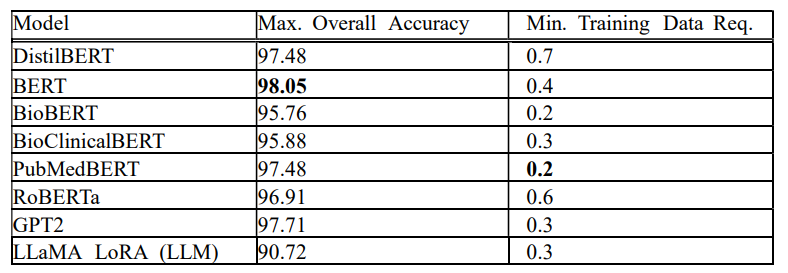 Model Max. Overall Accuracy Min. Training Data Req.
DistilBERT 97.48 0.7
BERT 98.05 0.4
BioBERT 95.76 0.2
BioClinicalBERT 95.88 0.3
PubMedBERT 97.48 0.2
RoBERTa 96.91 0.6
GPT2 97.71 0.3
LLaMA LoRA (LLM) 90.72 0.3